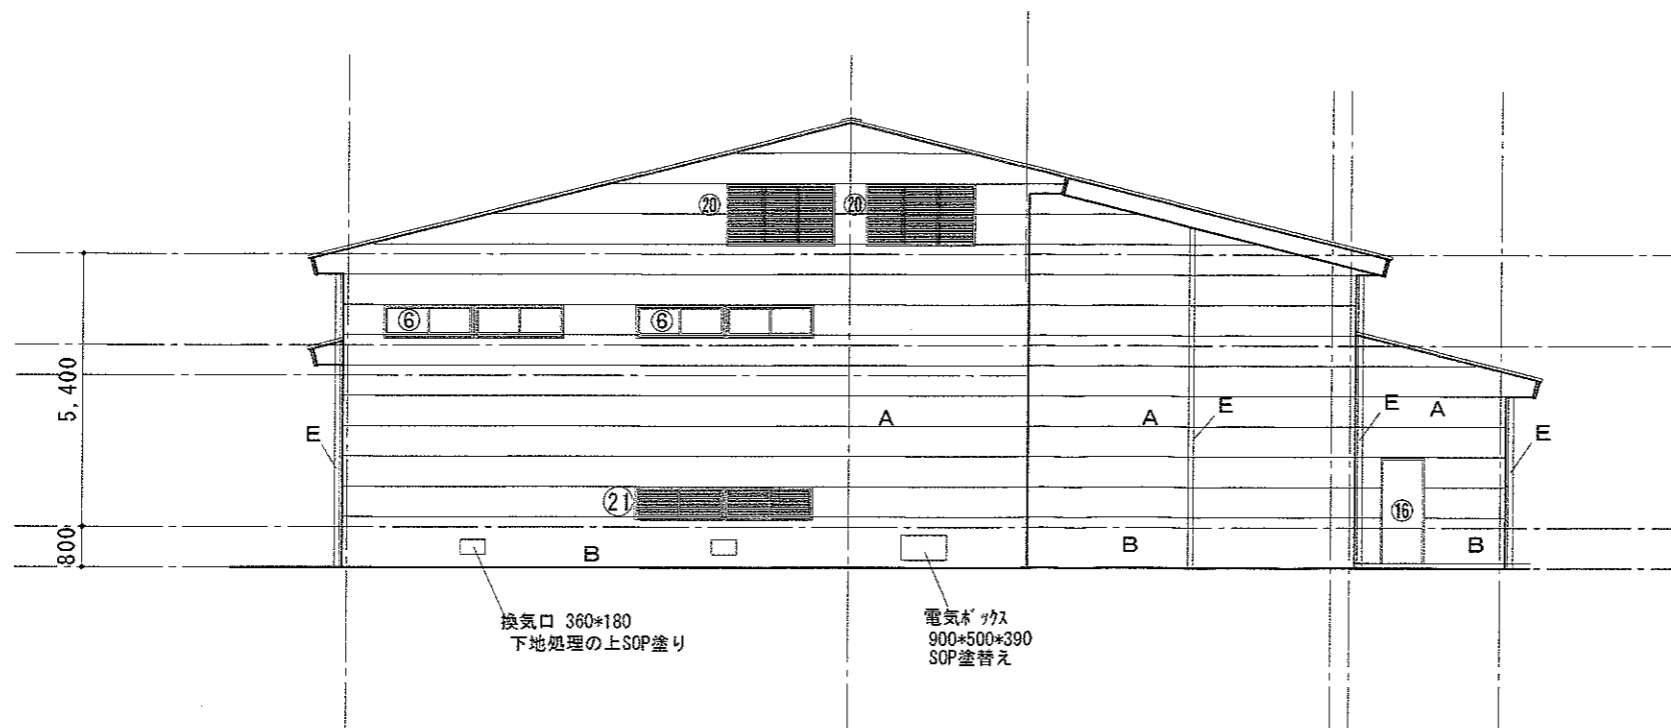 ⑳
⑳
⑥
⑥
5,400
A
A
E
E
A
E
E
㉑
⑯
800
B
B
B
換気口 360*180
下地処理の上SOP塗り
電気ﾎﾞｯｸｽ
900*500*390
SOP塗替え